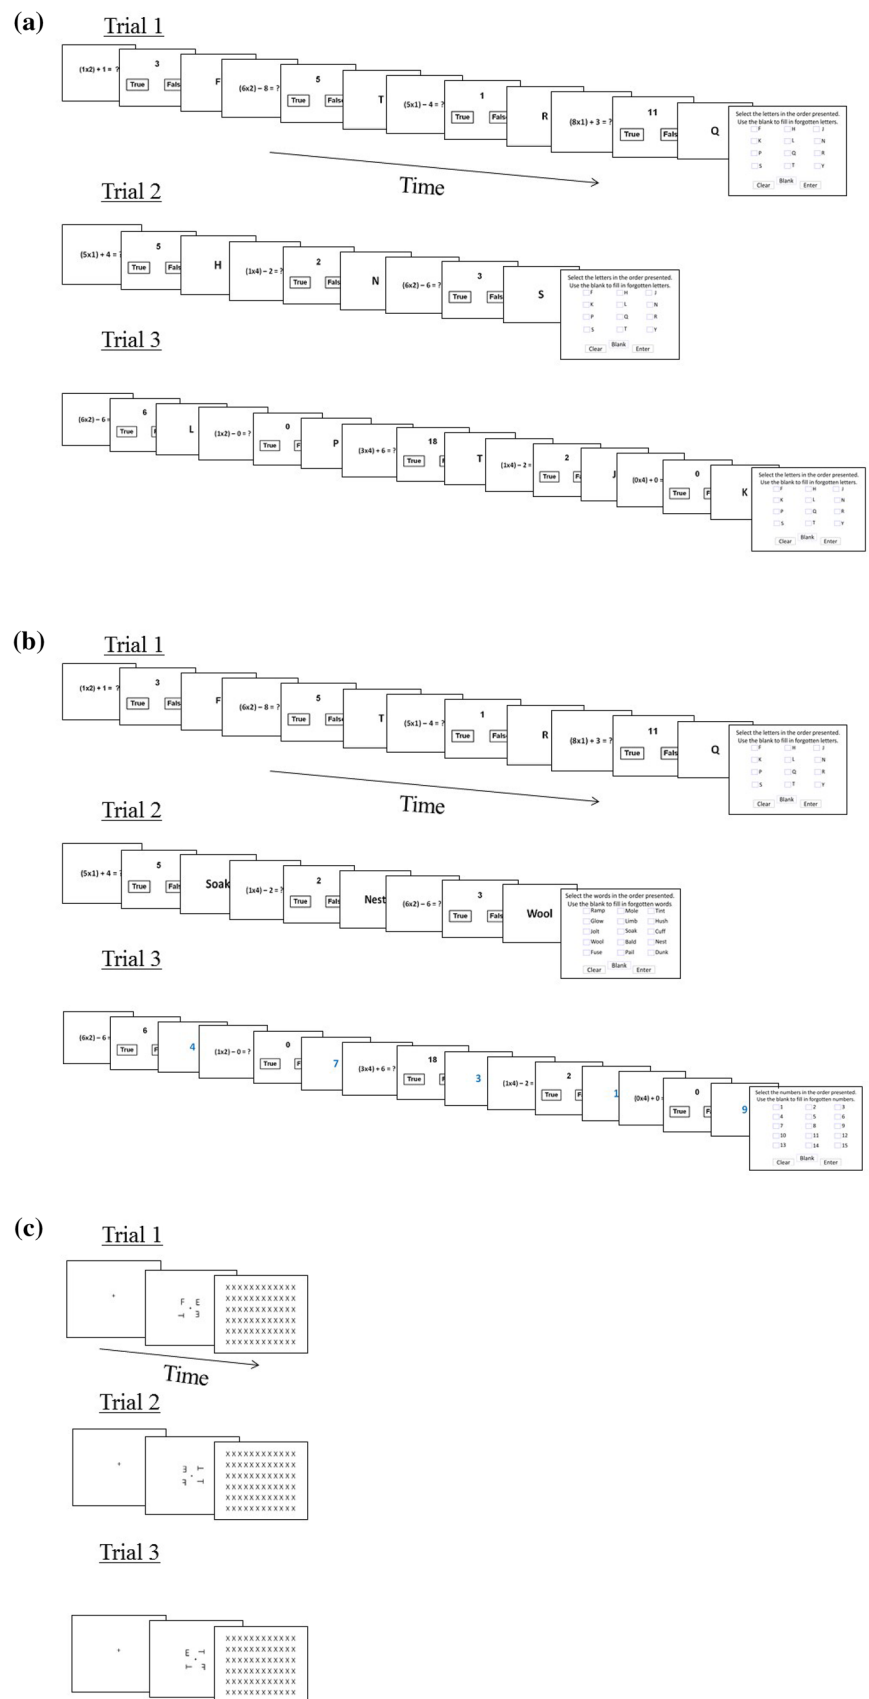 (a)
Trial 1
(1x2) + 1 = ?
3
True Fals
F
(6x2) – 8 = ?
5
True Fals
T
(5x1) – 4 = ?
1
True Fals
R
(8x1) + 3 = ?
11
True Fals
Q
Select the letters in the order presented.
Use the blank to fill in forgotten letters.
F H J
K L N
P Q R
S T Y
Clear Blank Enter
Time
Trial 2
(5x1) + 4 = ?
5
True Fals
H
(1x4) – 2 = ?
2
True Fals
N
(6x2) – 6 = ?
3
True Fals
S
Select the letters in the order presented.
Use the blank to fill in forgotten letters.
F H J
K L N
P Q R
S T Y
Clear Blank Enter
Trial 3
(6x2) – 6 =
6
True F
L
(1x2) – 0 = ?
0
True F
P
(3x4) + 6 = ?
18
True F
T
(1x4) – 2 =
2
True Fa
J
(0x4) + 0 =
0
True F
K
Select the letters in the order presented.
Use the blank to fill in forgotten letters.
F H J
K L N
P Q R
S T Y
Clear Blank Enter
(b)
Trial 1
(1x2) + 1 = ?
3
True Fals
F
(6x2) – 8 = ?
5
True Fals
T
(5x1) – 4 = ?
1
True Fals
R
(8x1) + 3 = ?
11
True Fals
Q
Select the letters in the order presented.
Use the blank to fill in forgotten letters.
F H J
K L N
P Q R
S T Y
Clear Blank Enter
Time
Trial 2
(5x1) + 4 = ?
5
True Fals
Soak
(1x4) – 2 = ?
2
True Fals
Nest
(6x2) – 6 = ?
3
True Fals
Wool
Select the words in the order presented.
Use the blank to fill in forgotten words
Ramp Mole Tint
Glow Limb Hush
Jolt Soak Cuff
Wool Bald Nest
Fuse Pail Dunk
Clear Blank Enter
Trial 3
(6x2) – 6 =
6
True F
4
(1x2) – 0 = ?
0
True F
7
(3x4) + 6 = ?
18
True F
3
(1x4) – 2 =
2
True Fa
1
(0x4) + 0 =
0
True F
9
Select the numbers in the order presented.
Use the blank to fill in forgotten numbers.
1 2 3
4 5 6
7 8 9
10 11 12
13 14 15
Clear Blank Enter
(c)
Trial 1
+
F E
T E
X X X X X X X X X X X X
X X X X X X X X X X X X
X X X X X X X X X X X X
X X X X X X X X X X X X
X X X X X X X X X X X X
X X X X X X X X X X X X
Time
Trial 2
+
E T
F T
X X X X X X X X X X X X
X X X X X X X X X X X X
X X X X X X X X X X X X
X X X X X X X X X X X X
X X X X X X X X X X X X
X X X X X X X X X X X X
Trial 3
+
E T
T F
X X X X X X X X X X X X
X X X X X X X X X X X X
X X X X X X X X X X X X
X X X X X X X X X X X X
X X X X X X X X X X X X
X X X X X X X X X X X X